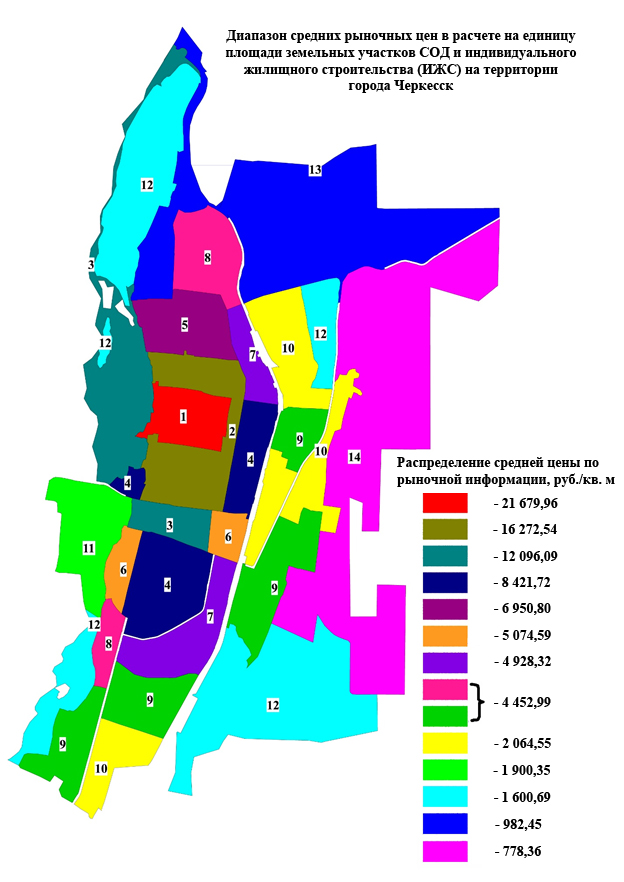 Диапазон средних рыночных цен в расчете на единицу
площади земельных участков СОД и индивидуального
жилищного строительства (ИЖС) на территории
города Черкесск
13
12
8
3
5
12
12
7
10
1
2
9
10
4
14
4
3
6
11
6
4
9
7
12
8
9
12
9
10
Распределение средней цены по
рыночной информации, руб./кв. м
- 21 679,96
- 16 272,54
- 12 096,09
- 8 421,72
- 6 950,80
- 5 074,59
- 4 928,32
- 4 452,99
- 2 064,55
- 1 900,35
- 1 600,69
- 982,45
- 778,36